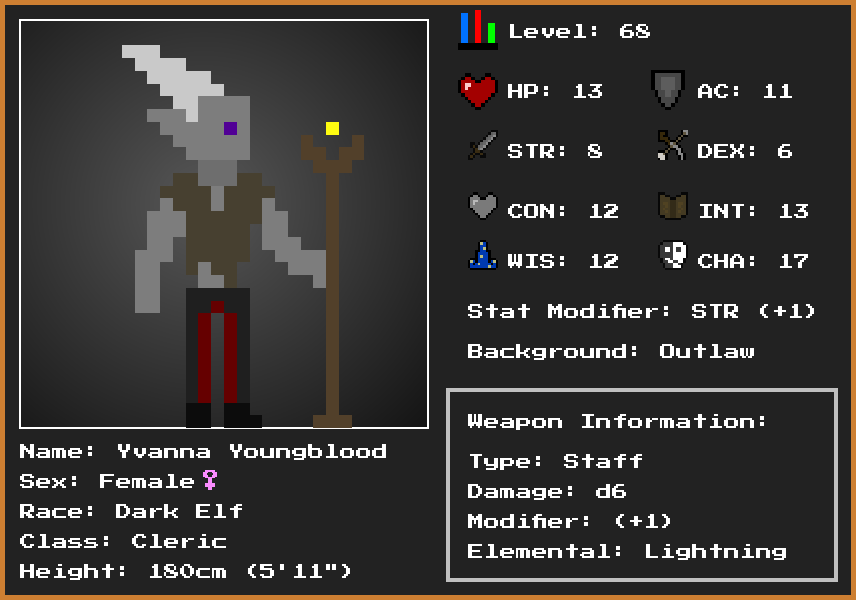 Level: 68
HP: 13
AC: 11
STR: 8
DEX: 6
CON: 12
INT: 13
WIS: 12
CHA: 17
Stat Modifier: STR (+1)
Background: Outlaw
Weapon Information:
Type: Staff
Damage: d6
Modifier: (+1)
Elemental: Lightning
Name: Yvanna Youngblood
Sex: Female♀
Race: Dark Elf
Class: Cleric
Height: 180cm (5'11")